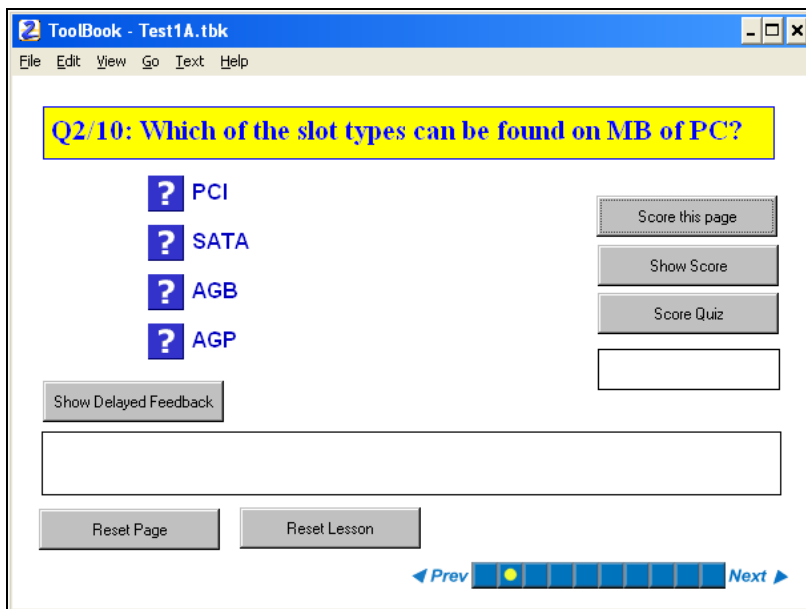 ToolBook - Test1A.tbk
File Edit View Go Text Help
Q2/10: Which of the slot types can be found on MB of PC?
? PCI
? SATA
? AGB
? AGP
Score this page
Show Score
Score Quiz
Show Delayed Feedback
Reset Page
Reset Lesson
Prev
Next